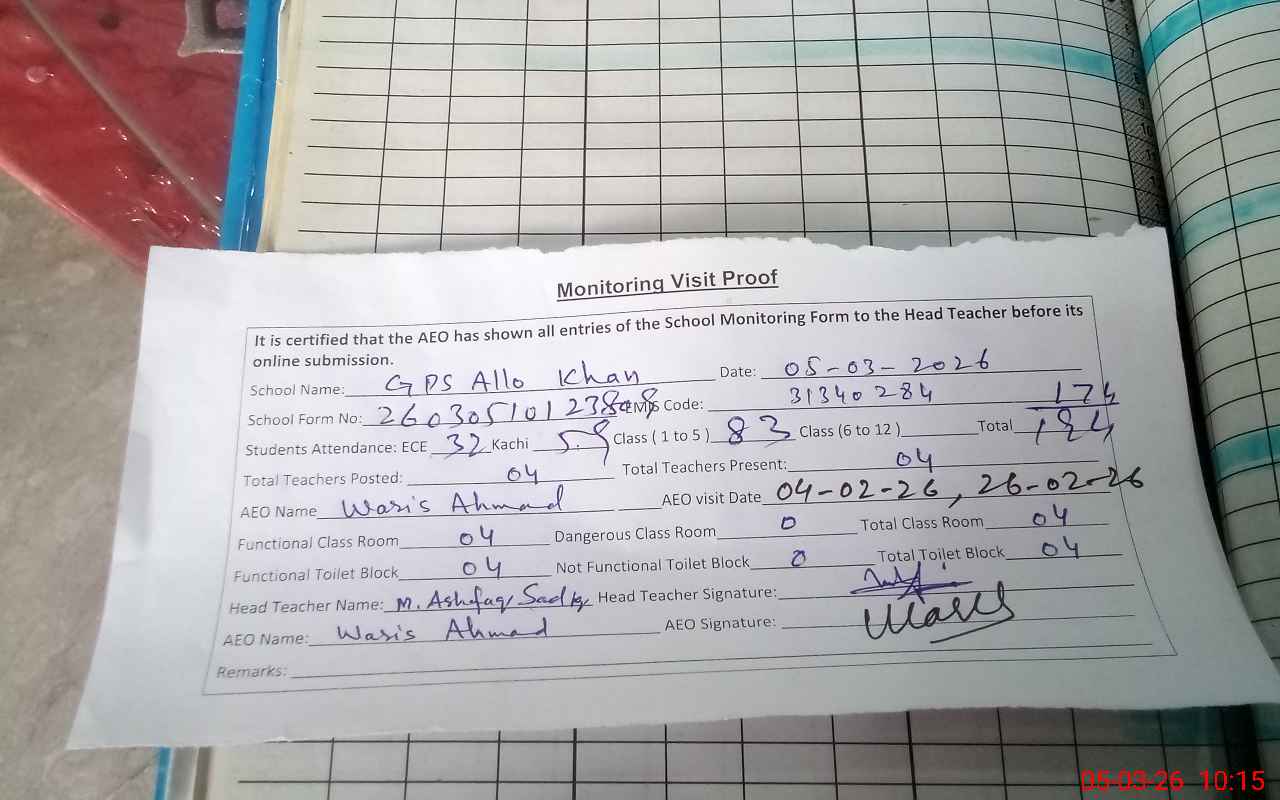 Monitoring Visit Proof
It is certified that the AEO has shown all entries of the School Monitoring Form to the Head Teacher before its
online submission.
School Name: GPS Allo Khan Date: 05-03-2026
School Form No: 26030510123808 EMIS Code: 31340284 174
Students Attendance: ECE 32 Kachi 59 Class ( 1 to 5 ) 83 Class (6 to 12 ) Total 194
Total Teachers Posted: 04 Total Teachers Present: 04
AEO Name Waris Ahmad AEO visit Date 04-02-26, 26-02-26
Functional Class Room 04 Dangerous Class Room 0 Total Class Room 04
Functional Toilet Block 04 Not Functional Toilet Block 0 Total Toilet Block 04
Head Teacher Name: M. Ashfaq Sadiq Head Teacher Signature:
AEO Name: Waris Ahmad AEO Signature: Waris
Remarks:
05-03-26 10:15